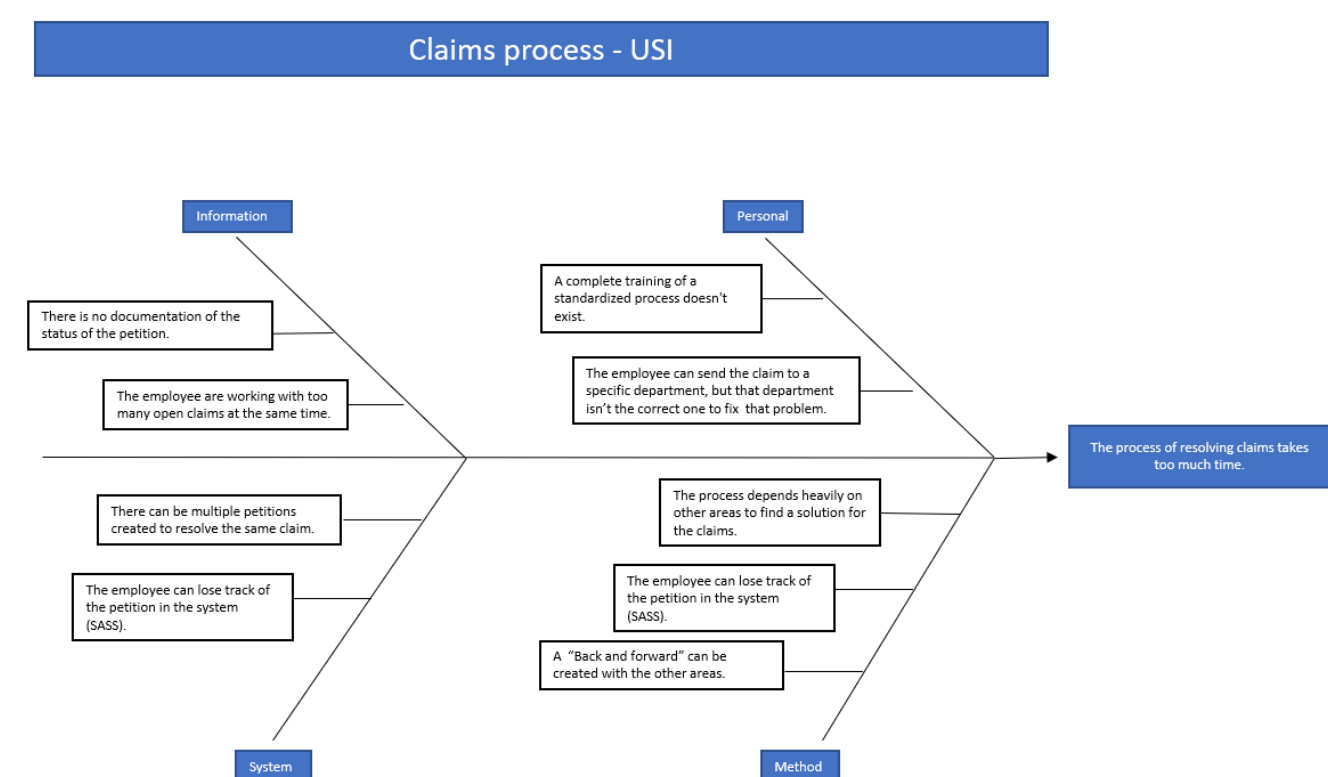 Claims process - USI
Information
Personal
There is no documentation of the
status of the petition.
The employee are working with too
many open claims at the same time.
A complete training of a
standardized process doesn't
exist.
The employee can send the claim to a
specific department, but that department
isn’t the correct one to fix  that problem.
The process of resolving claims takes
too much time.
There can be multiple petitions
created to resolve the same claim.
The employee can lose track of
the petition in the system
(SASS).
The process depends heavily on
other areas to find a solution for
the claims.
The employee can lose track of
the petition in the system
(SASS).
A  “Back and forward” can be
created with the other areas.
System
Method